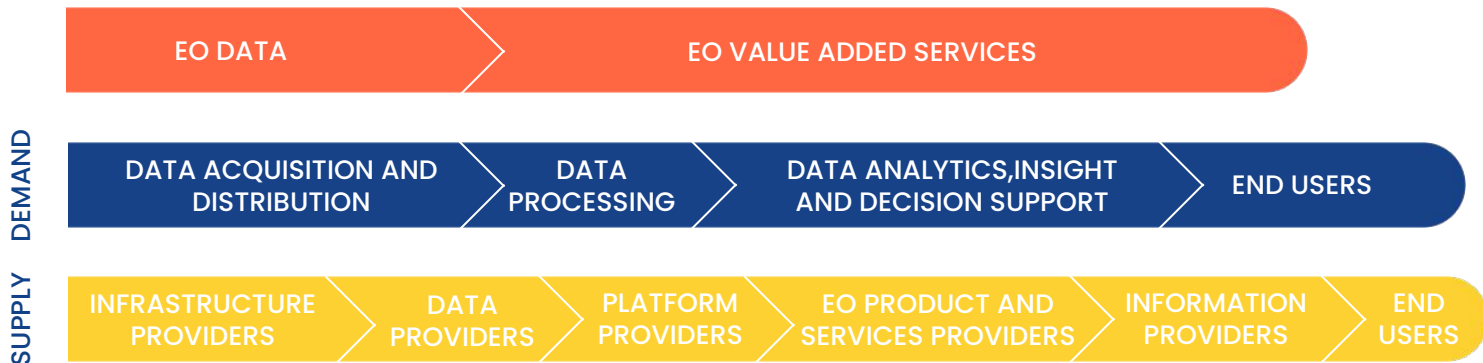 EO DATA
EO VALUE ADDED SERVICES
DEMAND
DATA ACQUISITION AND
DISTRIBUTION
DATA
PROCESSING
DATA ANALYTICS,INSIGHT
AND DECISION SUPPORT
END USERS
SUPPLY
INFRASTRUCTURE
PROVIDERS
DATA
PROVIDERS
PLATFORM
PROVIDERS
EO PRODUCT AND
SERVICES PROVIDERS
INFORMATION
PROVIDERS
END
USERS